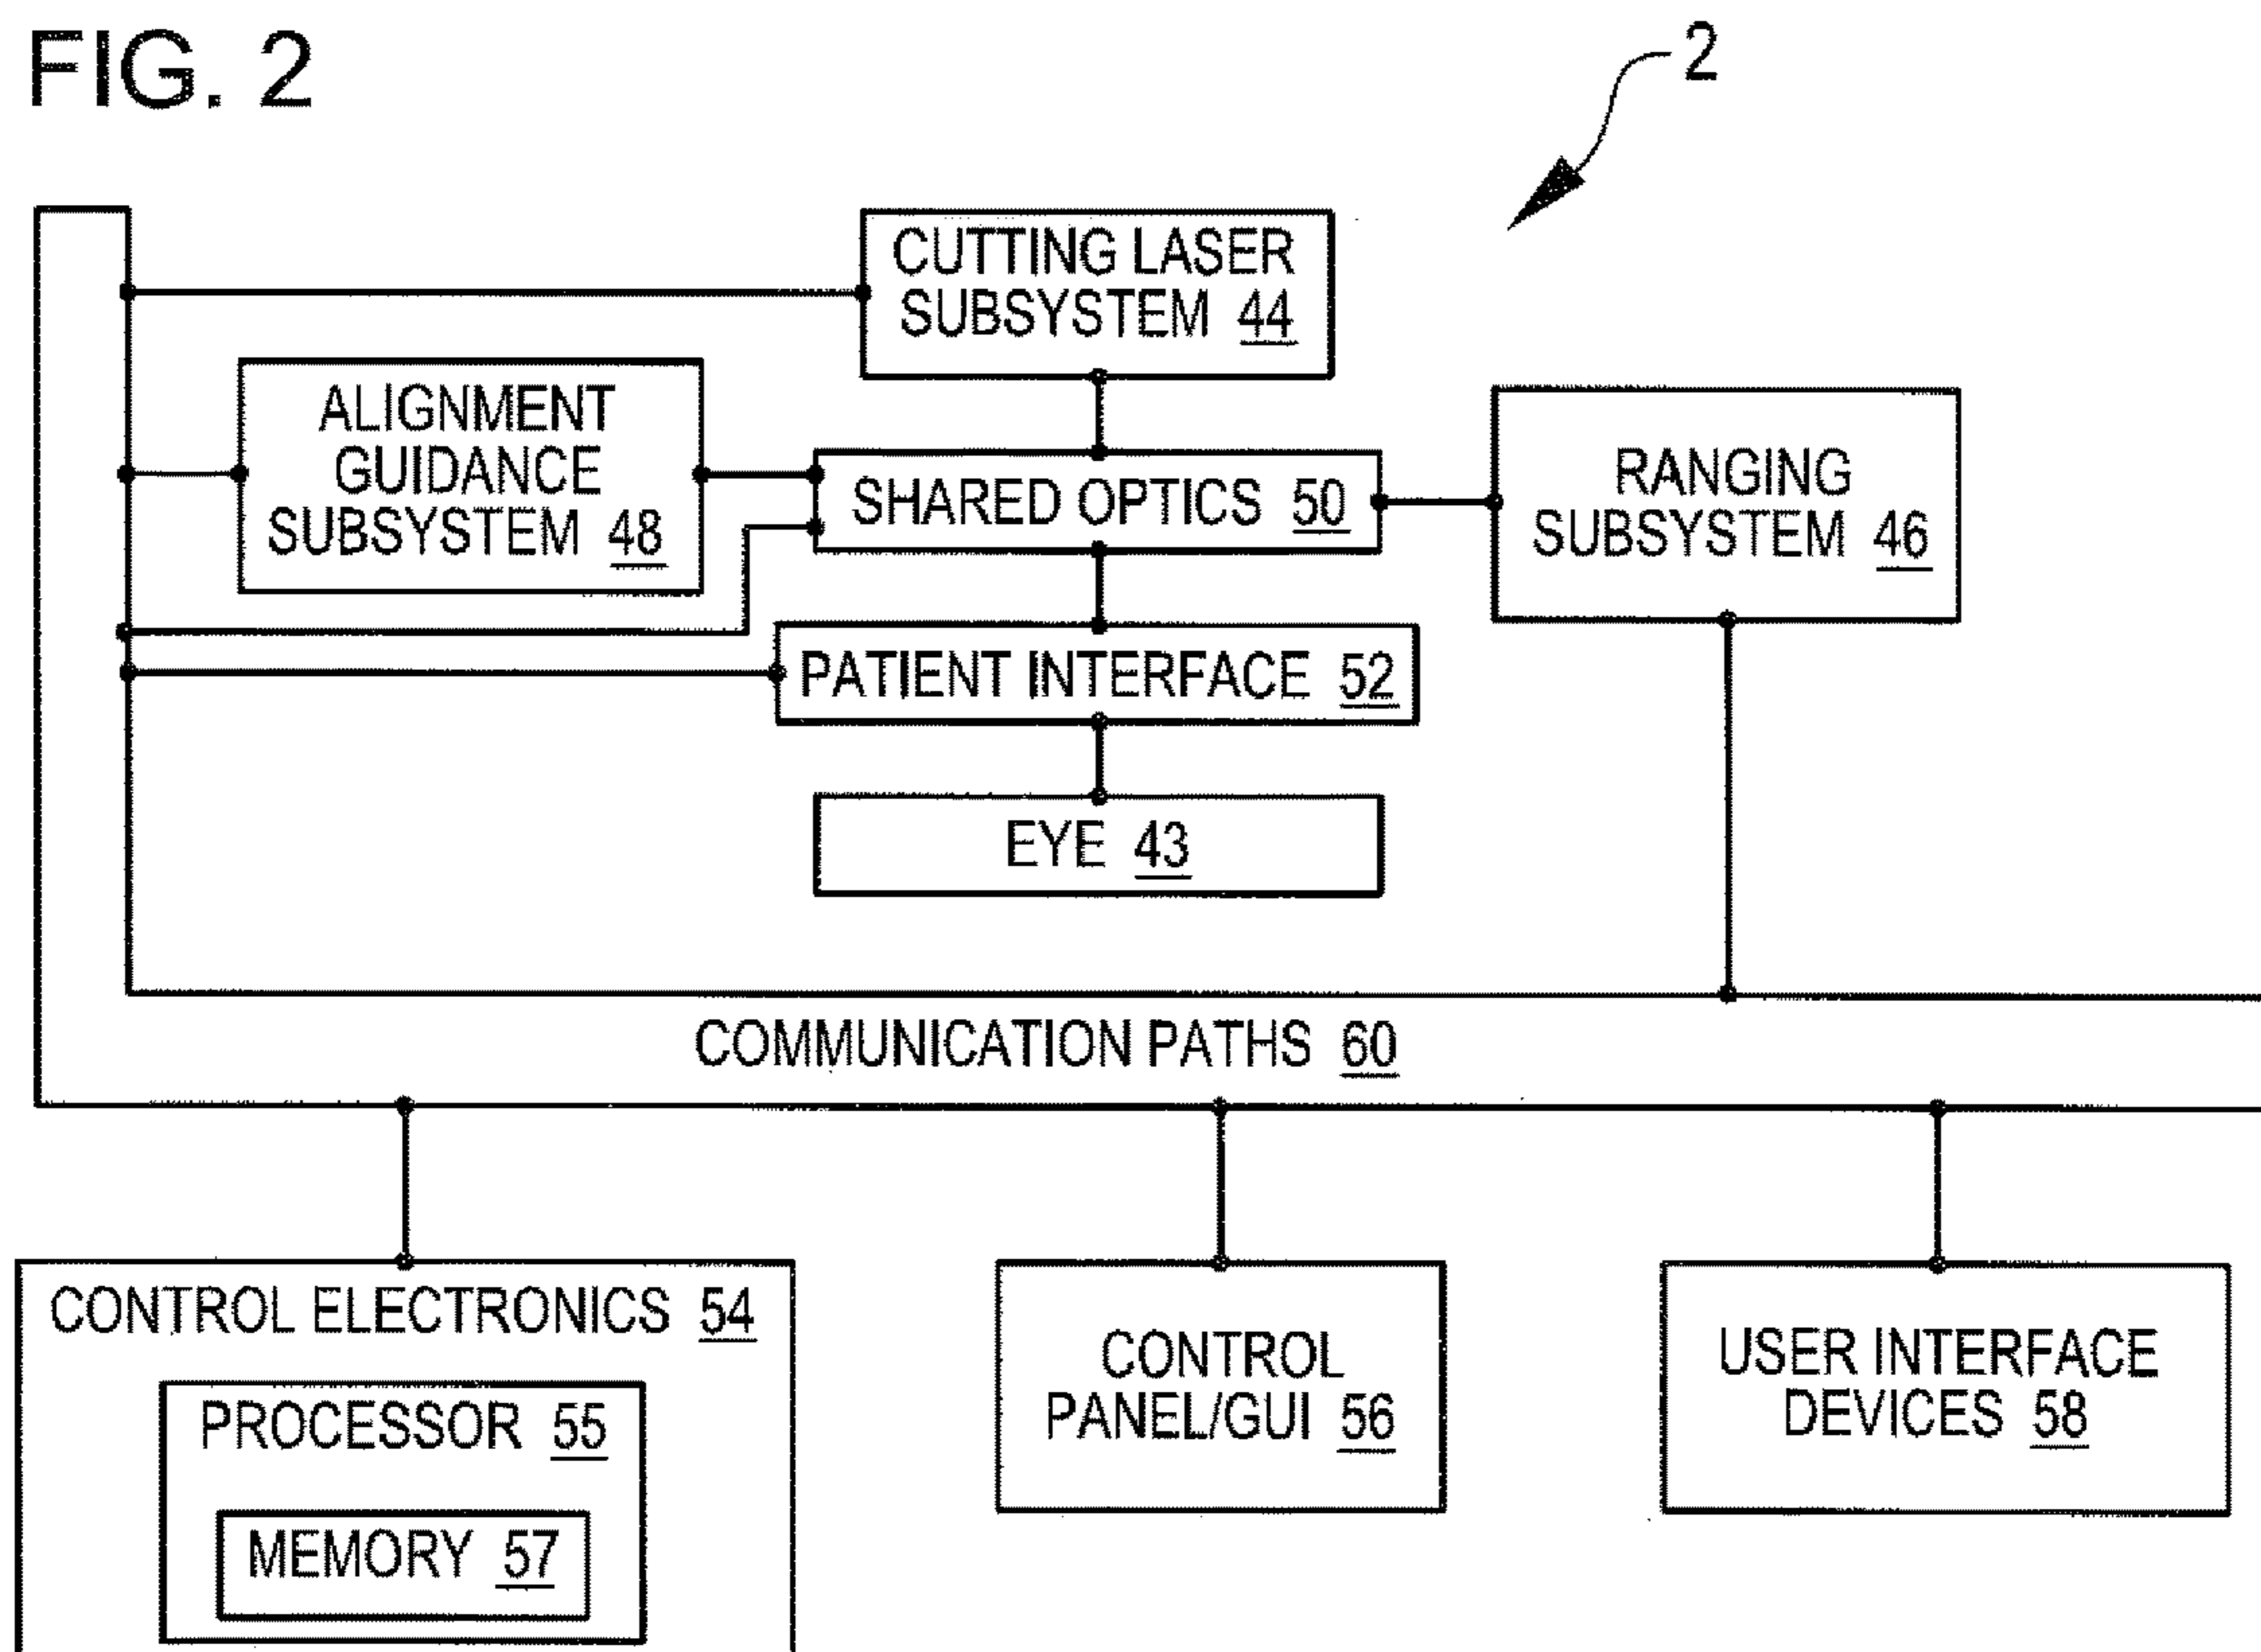 FIG. 2
2
CUTTING LASER
SUBSYSTEM 44
ALIGNMENT
GUIDANCE
SUBSYSTEM 48
SHARED OPTICS 50
RANGING
SUBSYSTEM 46
PATIENT INTERFACE 52
EYE 43
COMMUNICATION PATHS 60
CONTROL ELECTRONICS 54
PROCESSOR 55
MEMORY 57
CONTROL
PANEL/GUI 56
USER INTERFACE
DEVICES 58